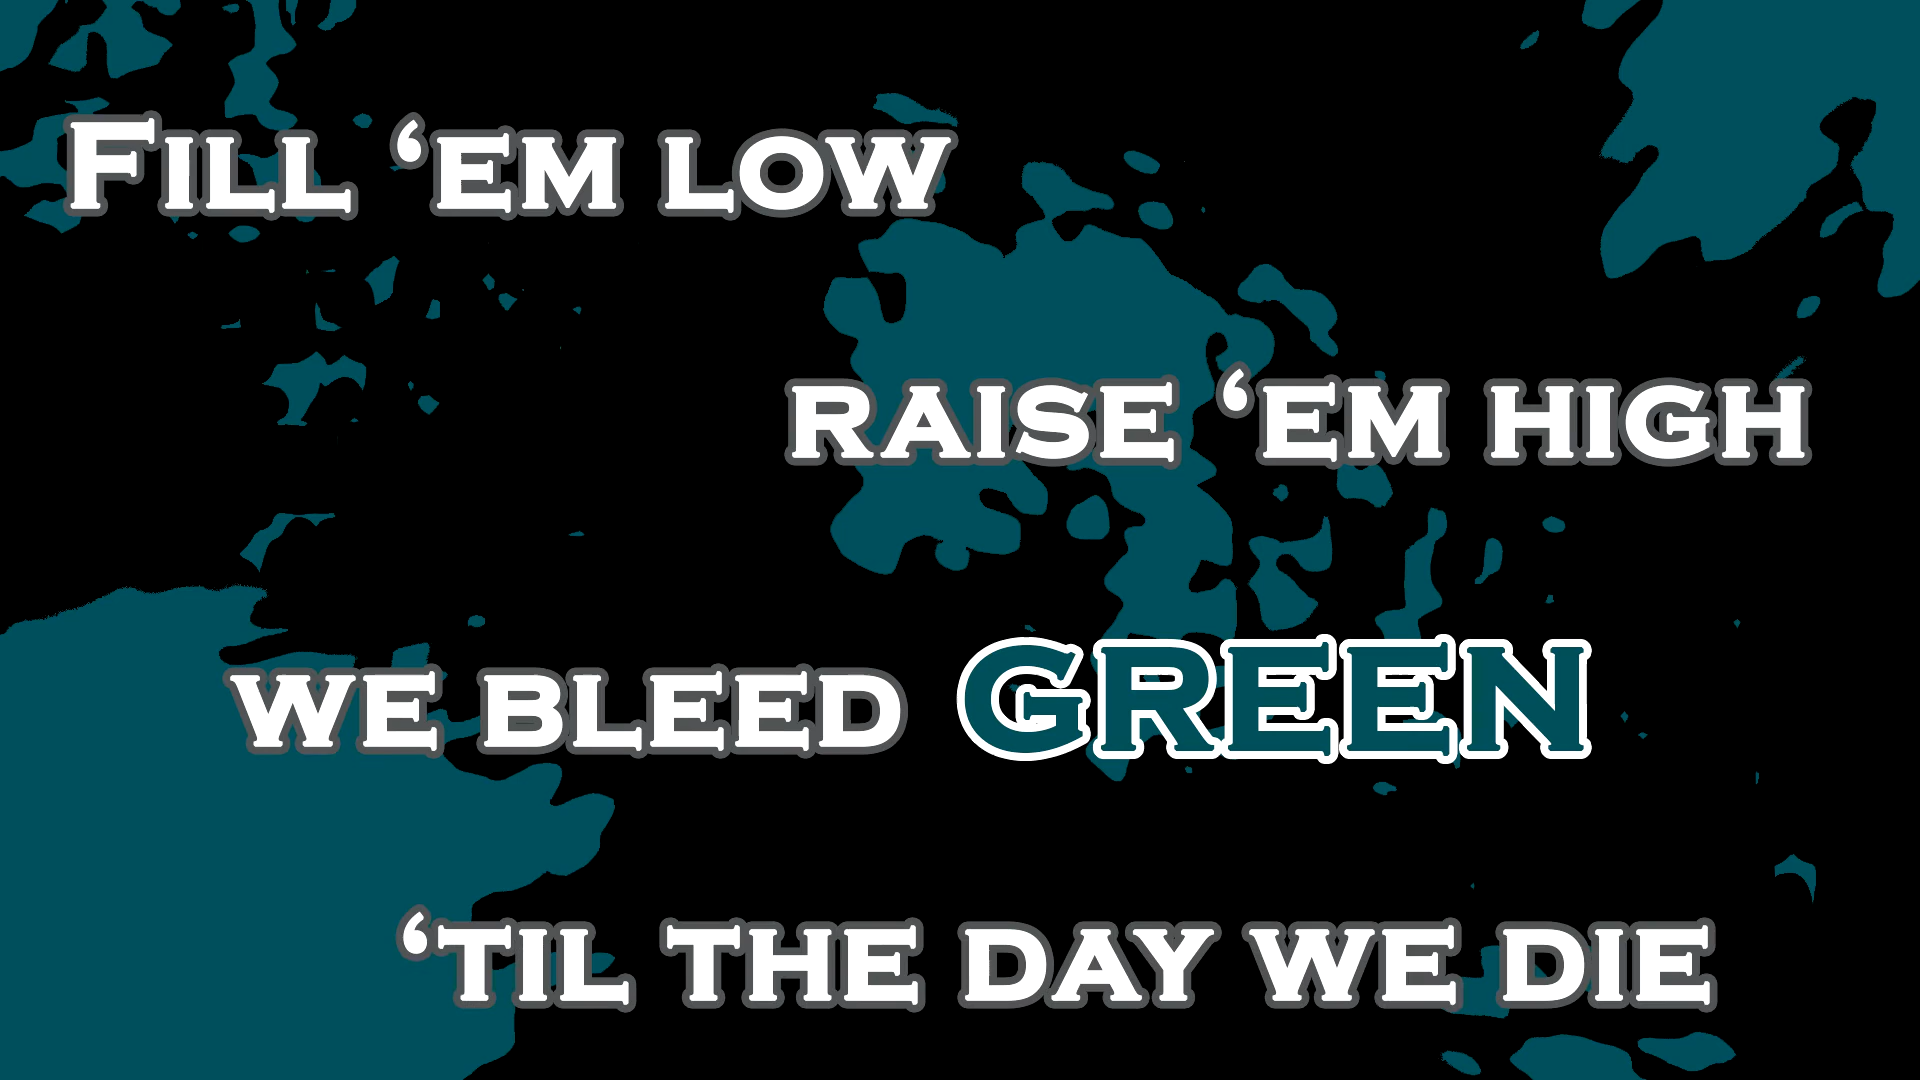 Fill ‘em low
raise ‘em high
we bleed GREEN
‘til the day we die